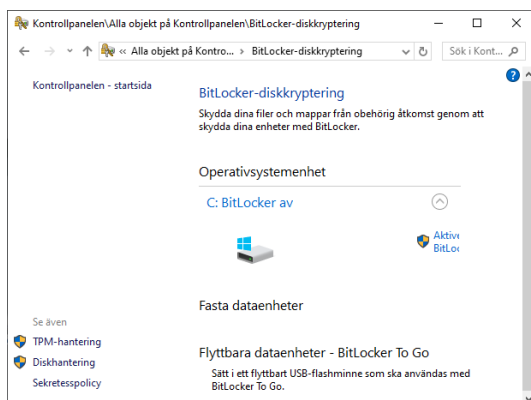 Kontrollpanelen\Alla objekt på Kontrollpanelen\BitLocker-diskkryptering
« Alla objekt på Kontro... > BitLocker-diskkryptering
Sök i Kont...
Kontrollpanelen - startsida
BitLocker-diskkryptering
Skydda dina filer och mappar från obehörig åtkomst genom att
skydda dina enheter med BitLocker.
Operativsystemenhet
C: BitLocker av
Fasta dataenheter
Se även
TPM-hantering
Diskhantering
Sekretesspolicy
Flyttbara dataenheter - BitLocker To Go
Sätt i ett flyttbart USB-flashminne som ska användas med
BitLocker To Go.